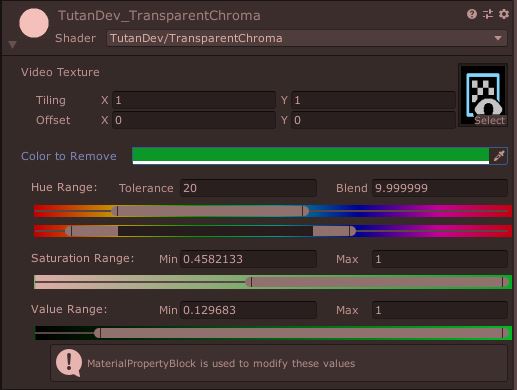 TutanDev_TransparentChroma
Shader TutanDev/TransparentChroma
Video Texture
Tiling X 1 Y 1
Offset X 0 Y 0
Select
Color to Remove
Hue Range: Tolerance 20 Blend 9.999999
Saturation Range: Min 0.4582133 Max 1
Value Range: Min 0.129683 Max 1
MaterialPropertyBlock is used to modify these values